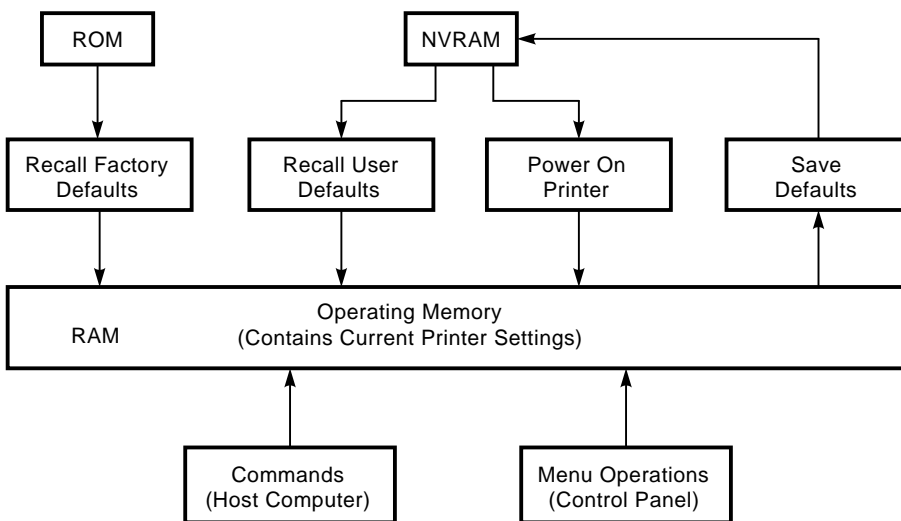 ROM
NVRAM
Recall Factory
Defaults
Recall User
Defaults
Power On
Printer
Save
Defaults
Operating Memory
RAM
(Contains Current Printer Settings)
Commands
(Host Computer)
Menu Operations
(Control Panel)